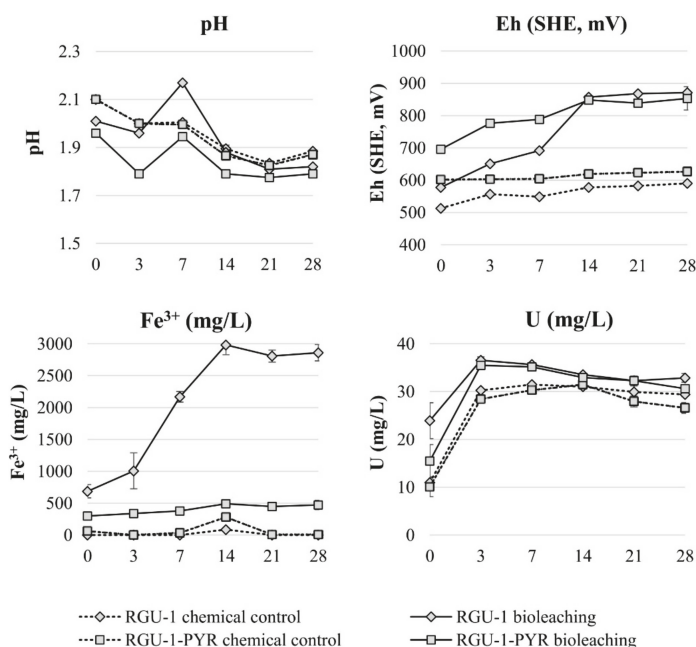 pH
2.3
2.1
1.9
1.7
1.5
pH
0 3 7 14 21 28
Eh (SHE, mV)
1000
900
800
700
600
500
400
Eh (SHE, mV)
0 3 7 14 21 28
Fe³⁺ (mg/L)
3000
2500
2000
1500
1000
500
0
Fe³⁺ (mg/L)
0 3 7 14 21 28
U (mg/L)
40
30
20
10
0
U (mg/L)
0 3 7 14 21 28
RGU-1 chemical control
RGU-1 bioleaching
RGU-1-PYR chemical control
RGU-1-PYR bioleaching